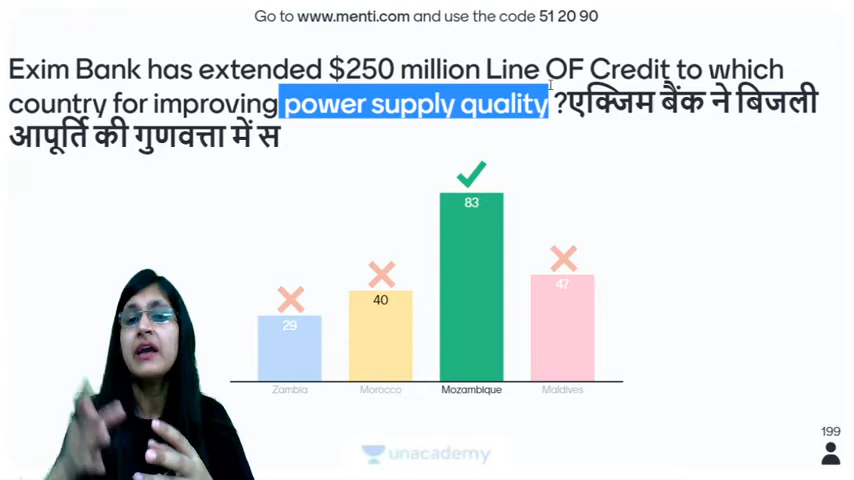 Go to www.menti.com and use the code 51 20 90
Exim Bank has extended $250 million Line OF Credit to which
country for improving power supply quality ?एक्जिम बैंक ने बिजली
आपूर्ति की गुणवत्ता में स
83
47
40
29
Zambia
Morocco
Mozambique
Maldives
199
unacademy